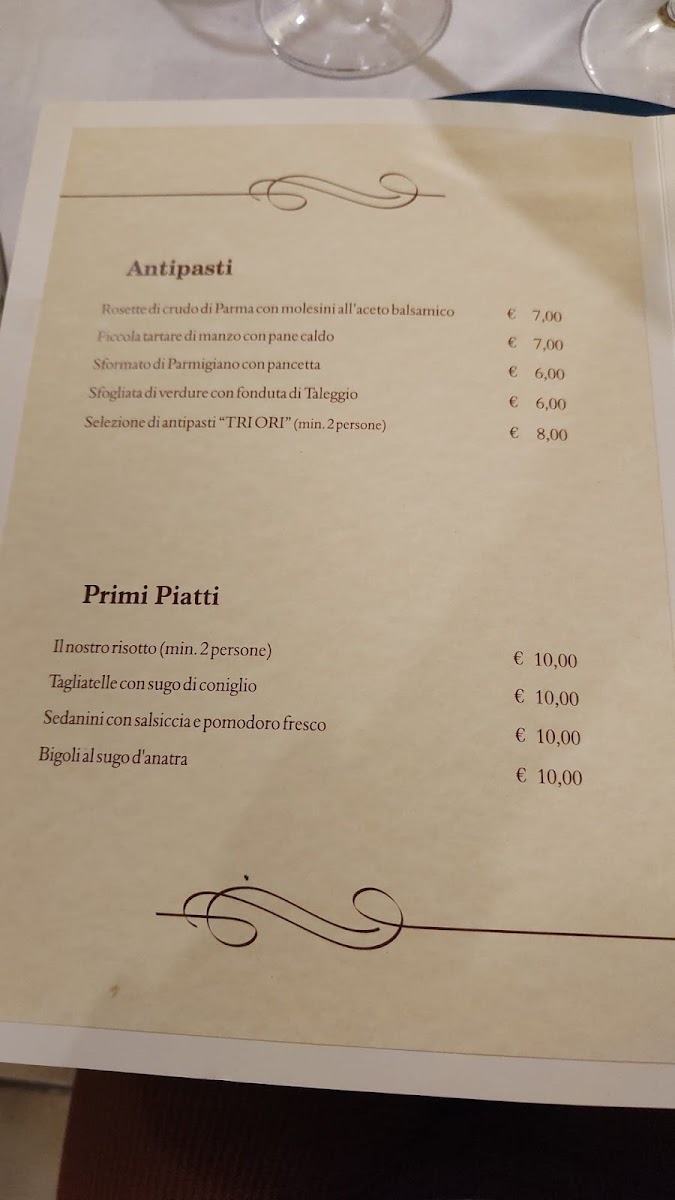 Antipasti
Rosette di crudo di Parma con molesini all'aceto balsamico € 7,00
Piccola tartare di manzo con pane caldo € 7,00
Sformato di Parmigiano con pancetta € 6,00
Sfogliata di verdure con fonduta di Taleggio € 6,00
Selezione di antipasti “TRI ORI” (min. 2 persone) € 8,00
Primi Piatti
Il nostro risotto (min. 2 persone) € 10,00
Tagliatelle con sugo di coniglio € 10,00
Sedanini con salsiccia e pomodoro fresco € 10,00
Bigoli al sugo d'anatra € 10,00